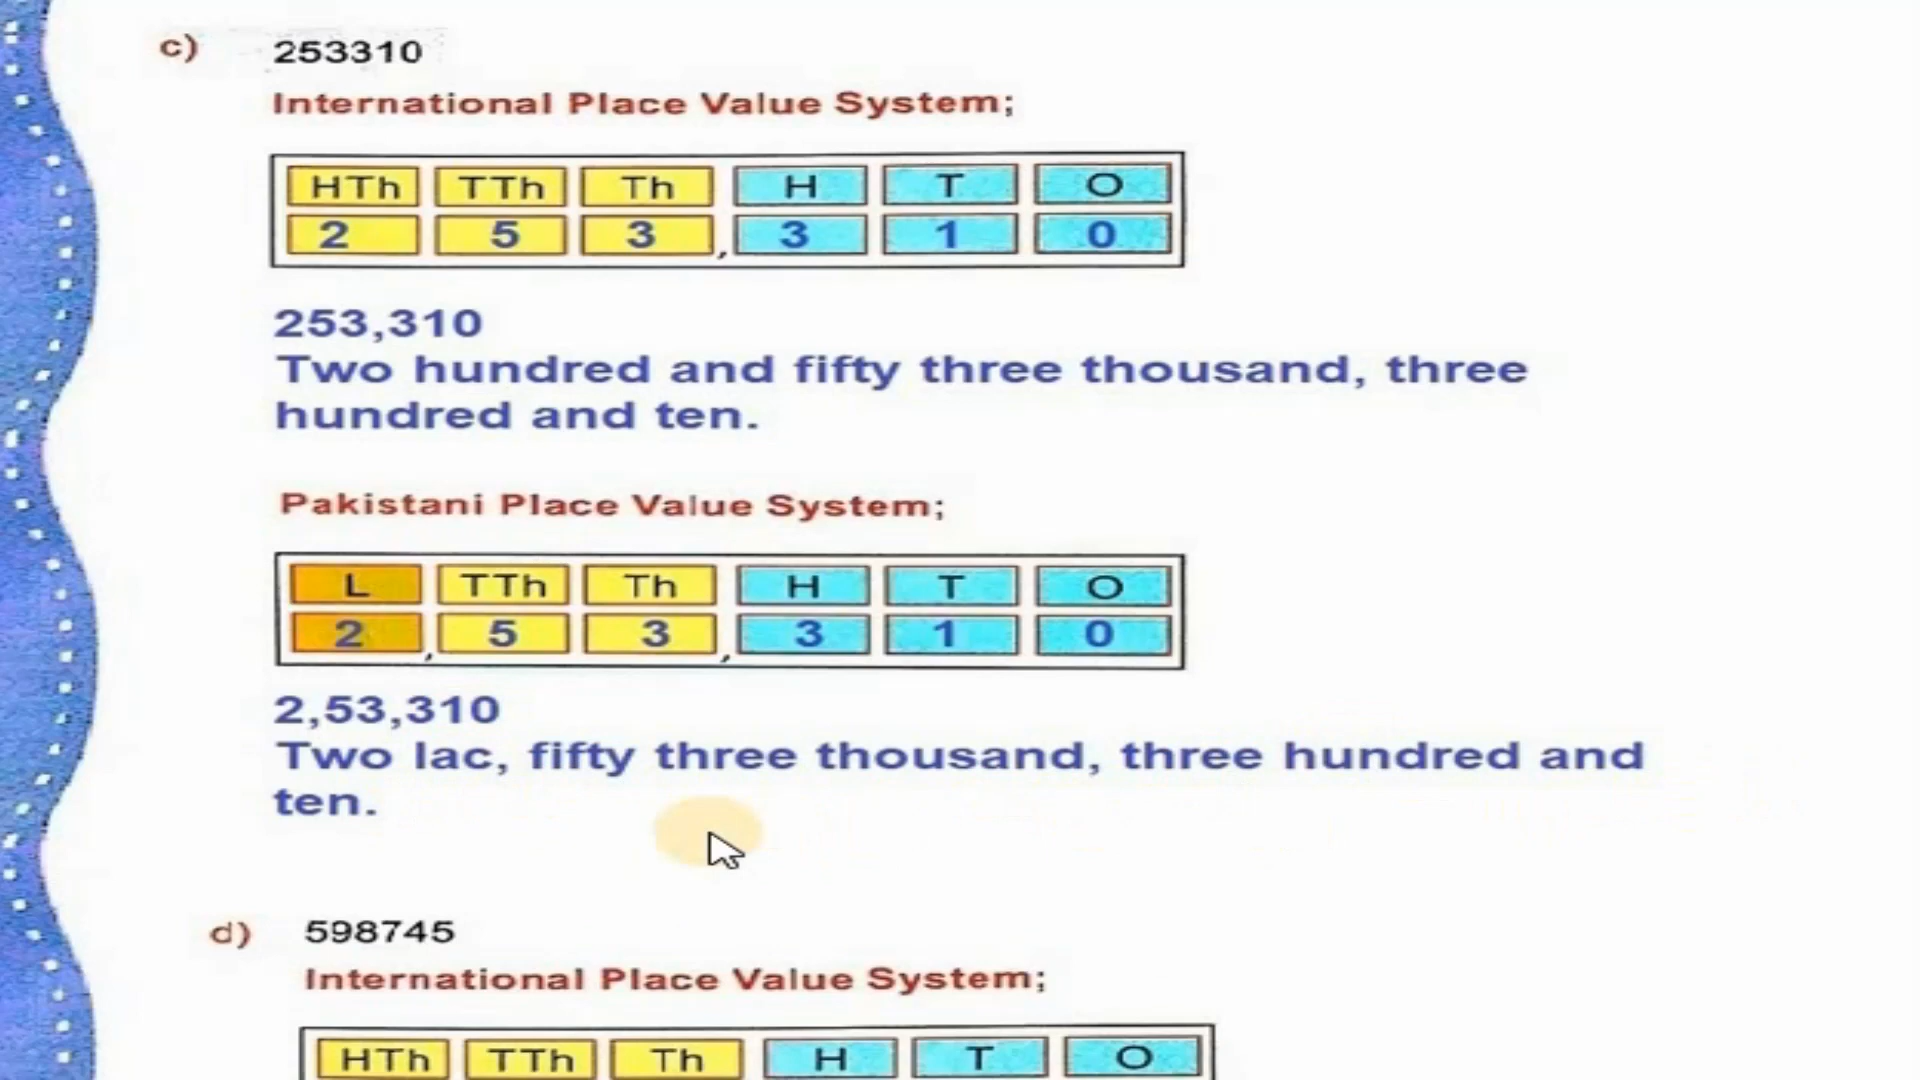 c) 253310
International Place Value System;
HTh TTh Th H T O
2 5 3 , 3 1 0
253,310
Two hundred and fifty three thousand, three
hundred and ten.
Pakistani Place Value System;
L TTh Th H T O
2 , 5 3 , 3 1 0
2,53,310
Two lac, fifty three thousand, three hundred and
ten.
d) 598745
International Place Value System;
HTh TTh Th H T O